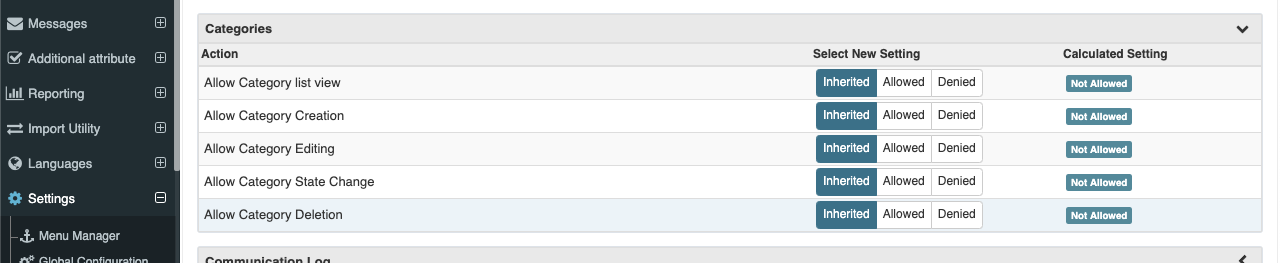 Messages
Additional attribute
Reporting
Import Utility
Languages
Settings
Menu Manager
Global Configuration
Categories
Action Select New Setting Calculated Setting
Allow Category list view Inherited Allowed Denied Not Allowed
Allow Category Creation Inherited Allowed Denied Not Allowed
Allow Category Editing Inherited Allowed Denied Not Allowed
Allow Category State Change Inherited Allowed Denied Not Allowed
Allow Category Deletion Inherited Allowed Denied Not Allowed
Communication Log